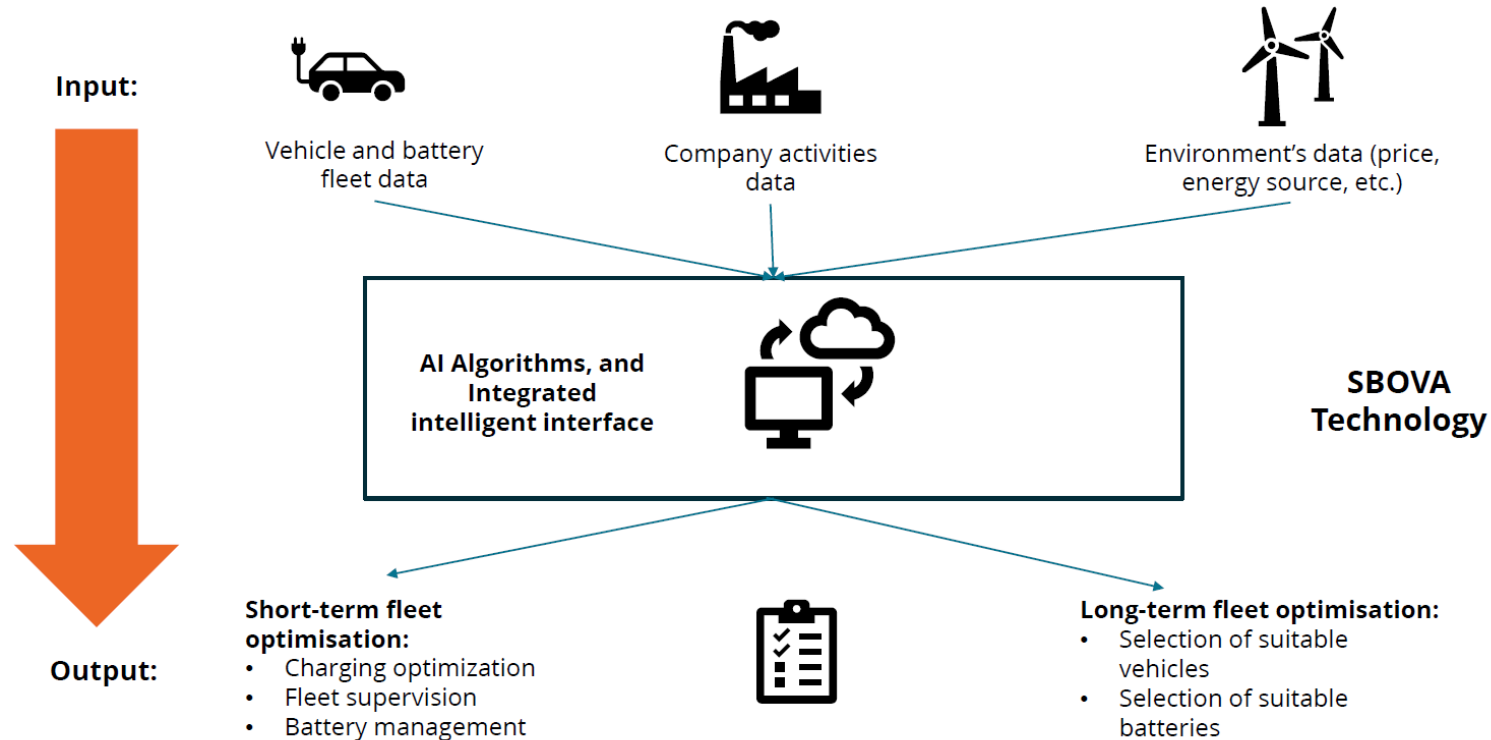 Input:
Vehicle and battery
fleet data
Company activities
data
Environment’s data (price,
energy source, etc.)
AI Algorithms, and
Integrated
intelligent interface
SBOVA
Technology
Output:
Short-term fleet
optimisation:
• Charging optimization
• Fleet supervision
• Battery management
Long-term fleet optimisation:
• Selection of suitable
vehicles
• Selection of suitable
batteries